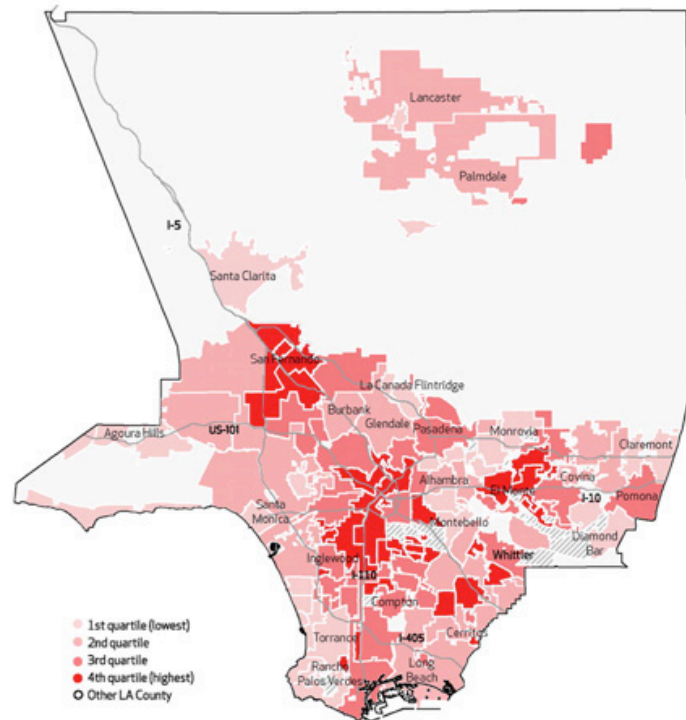 Lancaster
Palmdale
I-5
Santa Clarita
San Fernando
La Canada Flintridge
Burbank
Agoura Hills
US-101
Glendale
Pasadena
Monrovia
Claremont
Alhambra
El Monte
Covina
I-10
Pomona
Santa
Monica
Montebello
Diamond
Bar
Inglewood
Whittler
I-110
Compton
Torrance
I-405
Cerritos
Rancho
Palos Verdes
Long
Beach
1st quartile (lowest)
2nd quartile
3rd quartile
4th quartile (highest)
Other LA County